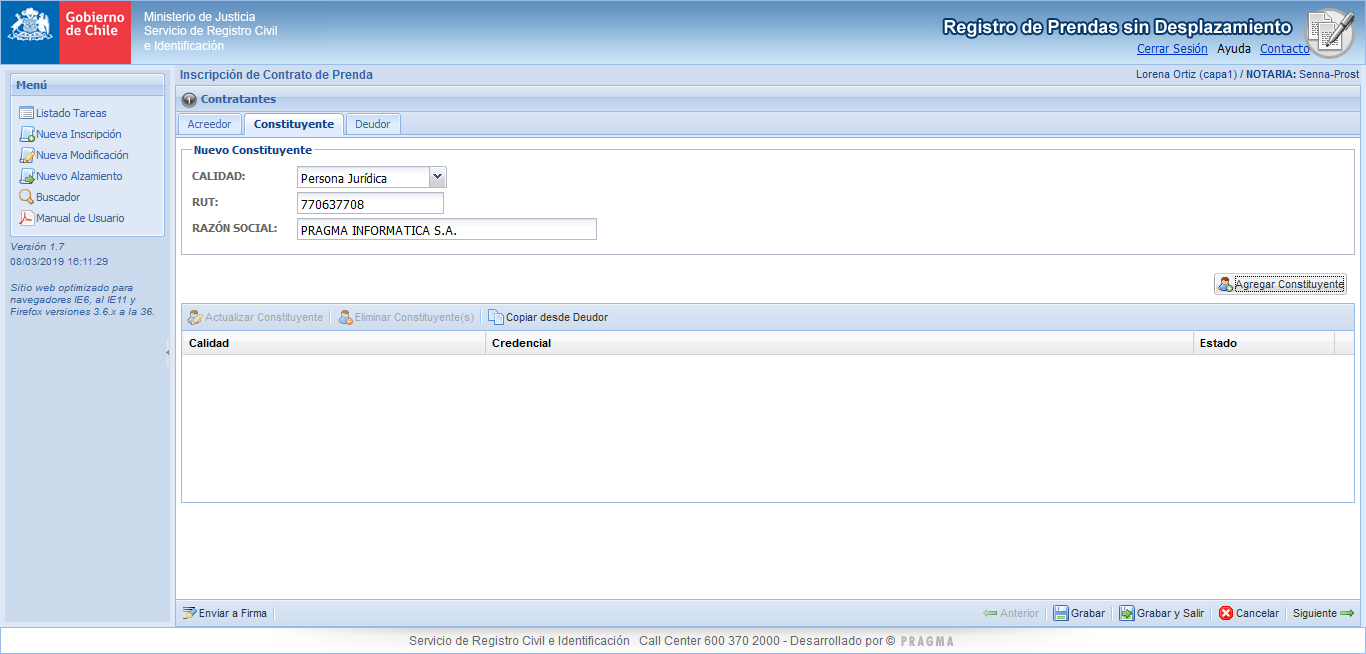 Gobierno
de Chile
Ministerio de Justicia
Servicio de Registro Civil
e Identificación
Registro de Prendas sin Desplazamiento
Cerrar Sesión Ayuda Contacto
Menú
Listado Tareas
Nueva Inscripción
Nueva Modificación
Nuevo Alzamiento
Buscador
Manual de Usuario
Versión 1.7
08/03/2019 16:11:29
Sitio web optimizado para
navegadores IE6, al IE11 y
Firefox versiones 3.6.x a la 36.
Inscripción de Contrato de Prenda
Lorena Ortiz (capa1) / NOTARIA: Senna-Prost
Contratantes
Acreedor Constituyente Deudor
Nuevo Constituyente
CALIDAD: Persona Jurídica
RUT: 770637708
RAZÓN SOCIAL: PRAGMA INFORMATICA S.A.
Agregar Constituyente
Actualizar Constituyente Eliminar Constituyente(s) Copiar desde Deudor
Calidad Credencial Estado
Enviar a Firma Anterior Grabar Grabar y Salir Cancelar Siguiente
Servicio de Registro Civil e Identificación Call Center 600 370 2000 - Desarrollado por © PRAGMA